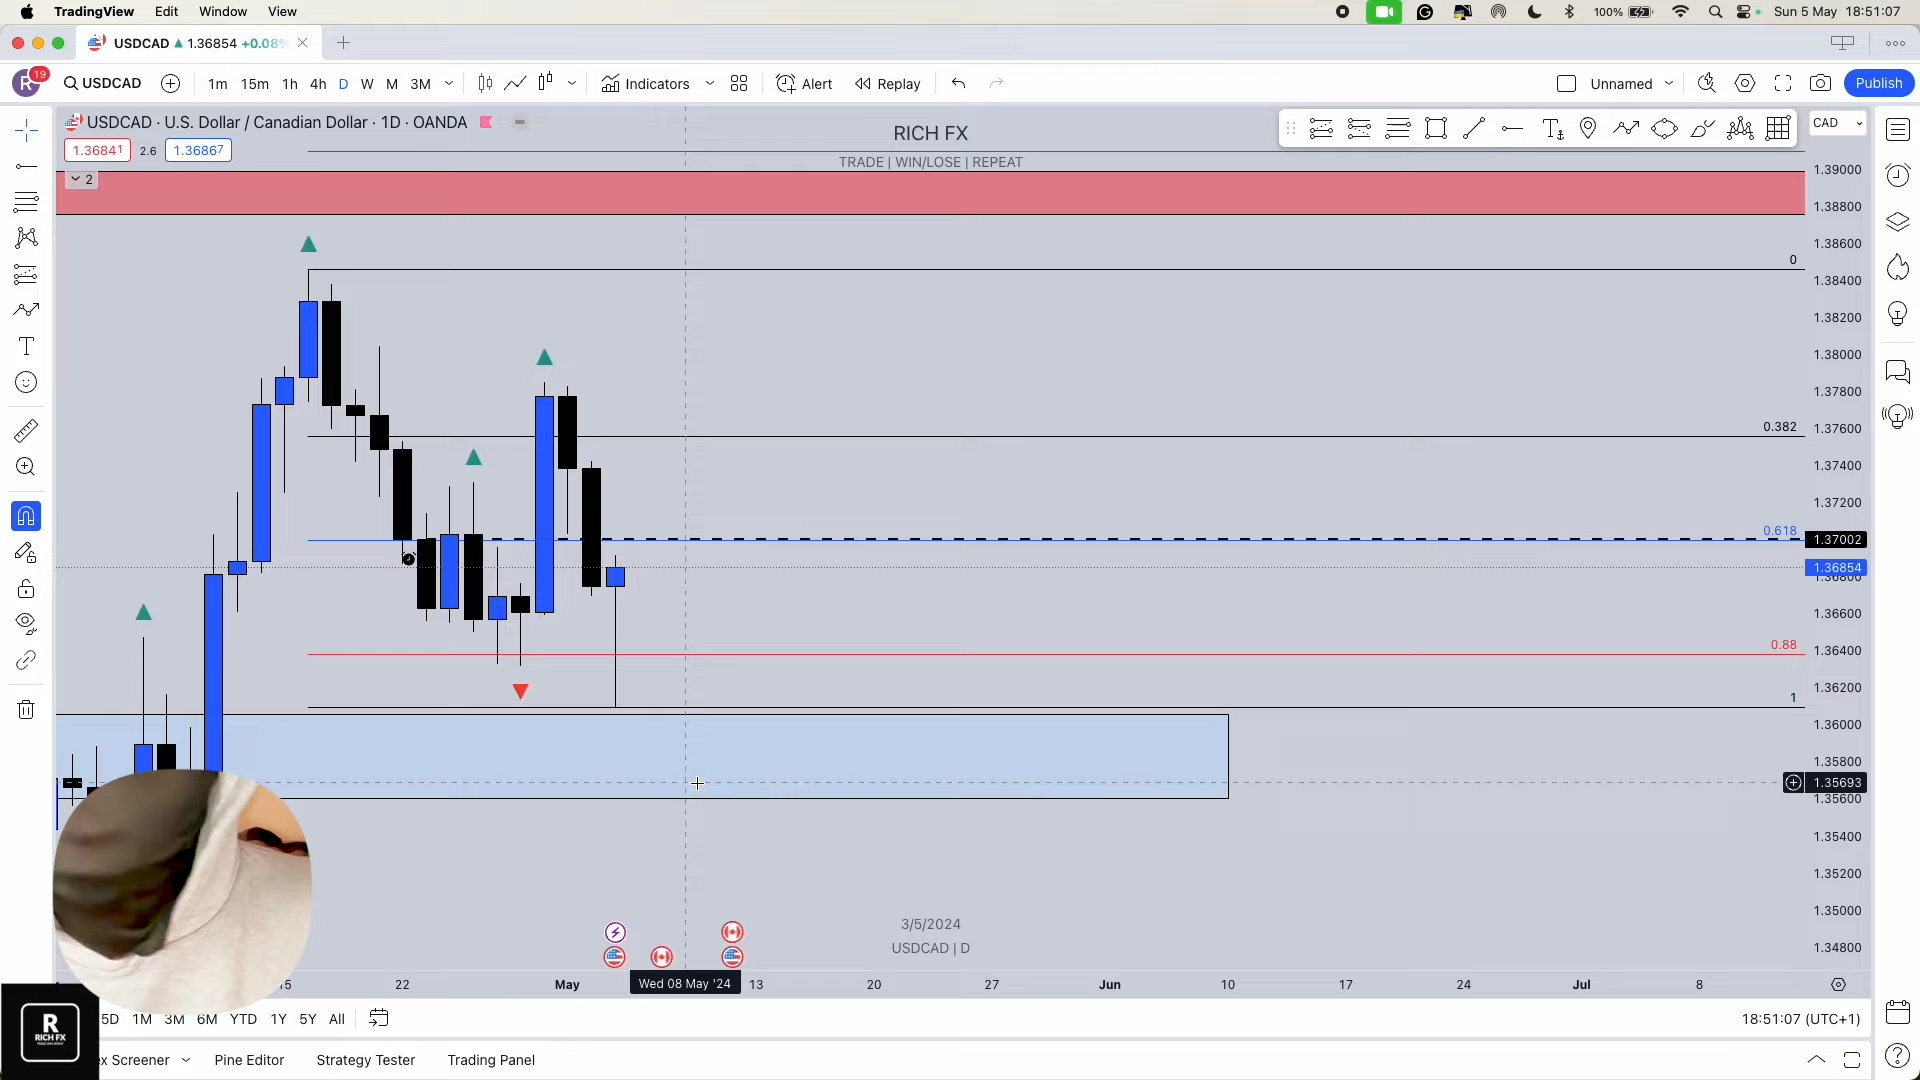 TradingView Edit Window View
100% Sun 5 May 18:51:07
USDCAD ▲ 1.36854 +0.08%
R 19 USDCAD 1m 15m 1h 4h D W M 3M Indicators Alert Replay Unnamed Publish
USDCAD · U.S. Dollar / Canadian Dollar · 1D · OANDA
RICH FX
CAD
1.36841 2.6 1.36867
TRADE | WIN/LOSE | REPEAT
2
1.39000
1.38800
1.38600
0
1.38400
1.38200
1.38000
1.37800
0.382
1.37600
1.37400
1.37200
0.618
1.37002
1.36854
1.36800
1.36600
0.88
1.36400
1.36200
1
1.36000
1.35800
1.35693
1.35600
1.35400
1.35200
1.35000
1.34800
3/5/2024
USDCAD | D
15 22 May Wed 08 May '24 13 20 27 Jun 10 17 24 Jul 8
5D 1M 3M 6M YTD 1Y 5Y All
18:51:07 (UTC+1)
R
RICH FX
ex Screener Pine Editor Strategy Tester Trading Panel